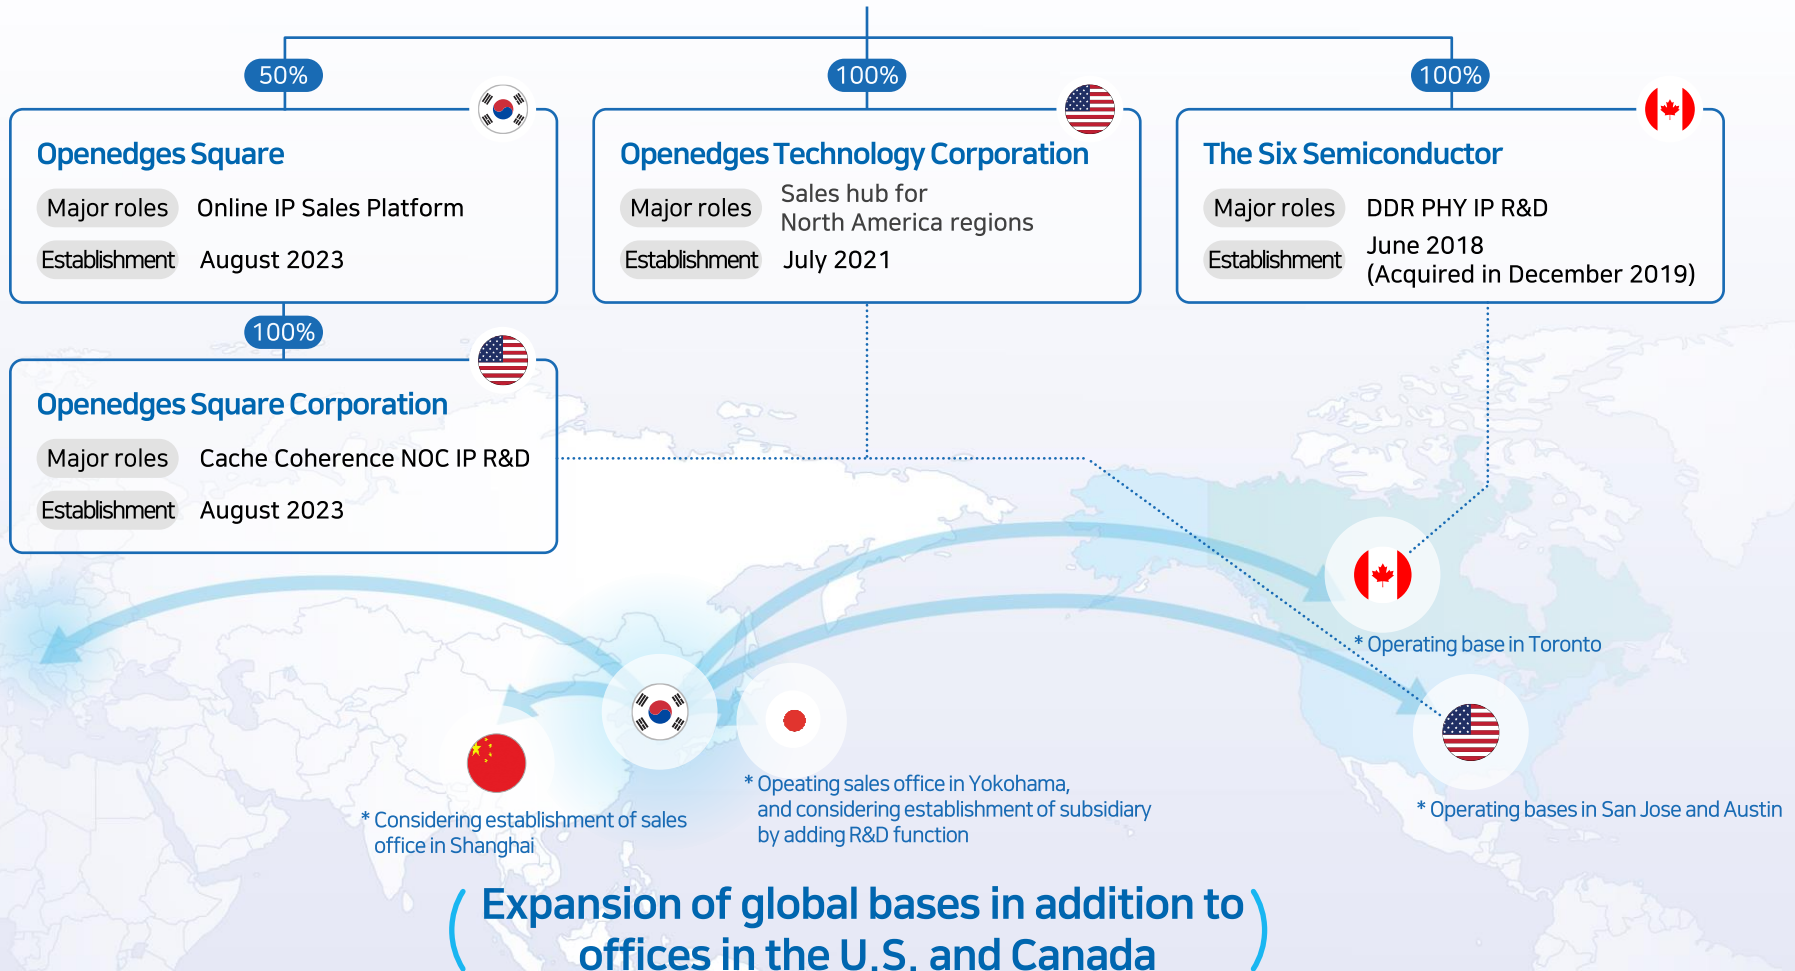 50%
100%
100%
Openedges Square
Major roles Online IP Sales Platform
Establishment August 2023
Openedges Technology Corporation
Major roles Sales hub for
North America regions
Establishment July 2021
The Six Semiconductor
Major roles DDR PHY IP R&D
Establishment June 2018
(Acquired in December 2019)
100%
Openedges Square Corporation
Major roles Cache Coherence NOC IP R&D
Establishment August 2023
* Operating base in Toronto
* Opeating sales office in Yokohama,
and considering establishment of subsidiary
by adding R&D function
* Operating bases in San Jose and Austin
* Considering establishment of sales
office in Shanghai
Expansion of global bases in addition to
offices in the U.S. and Canada